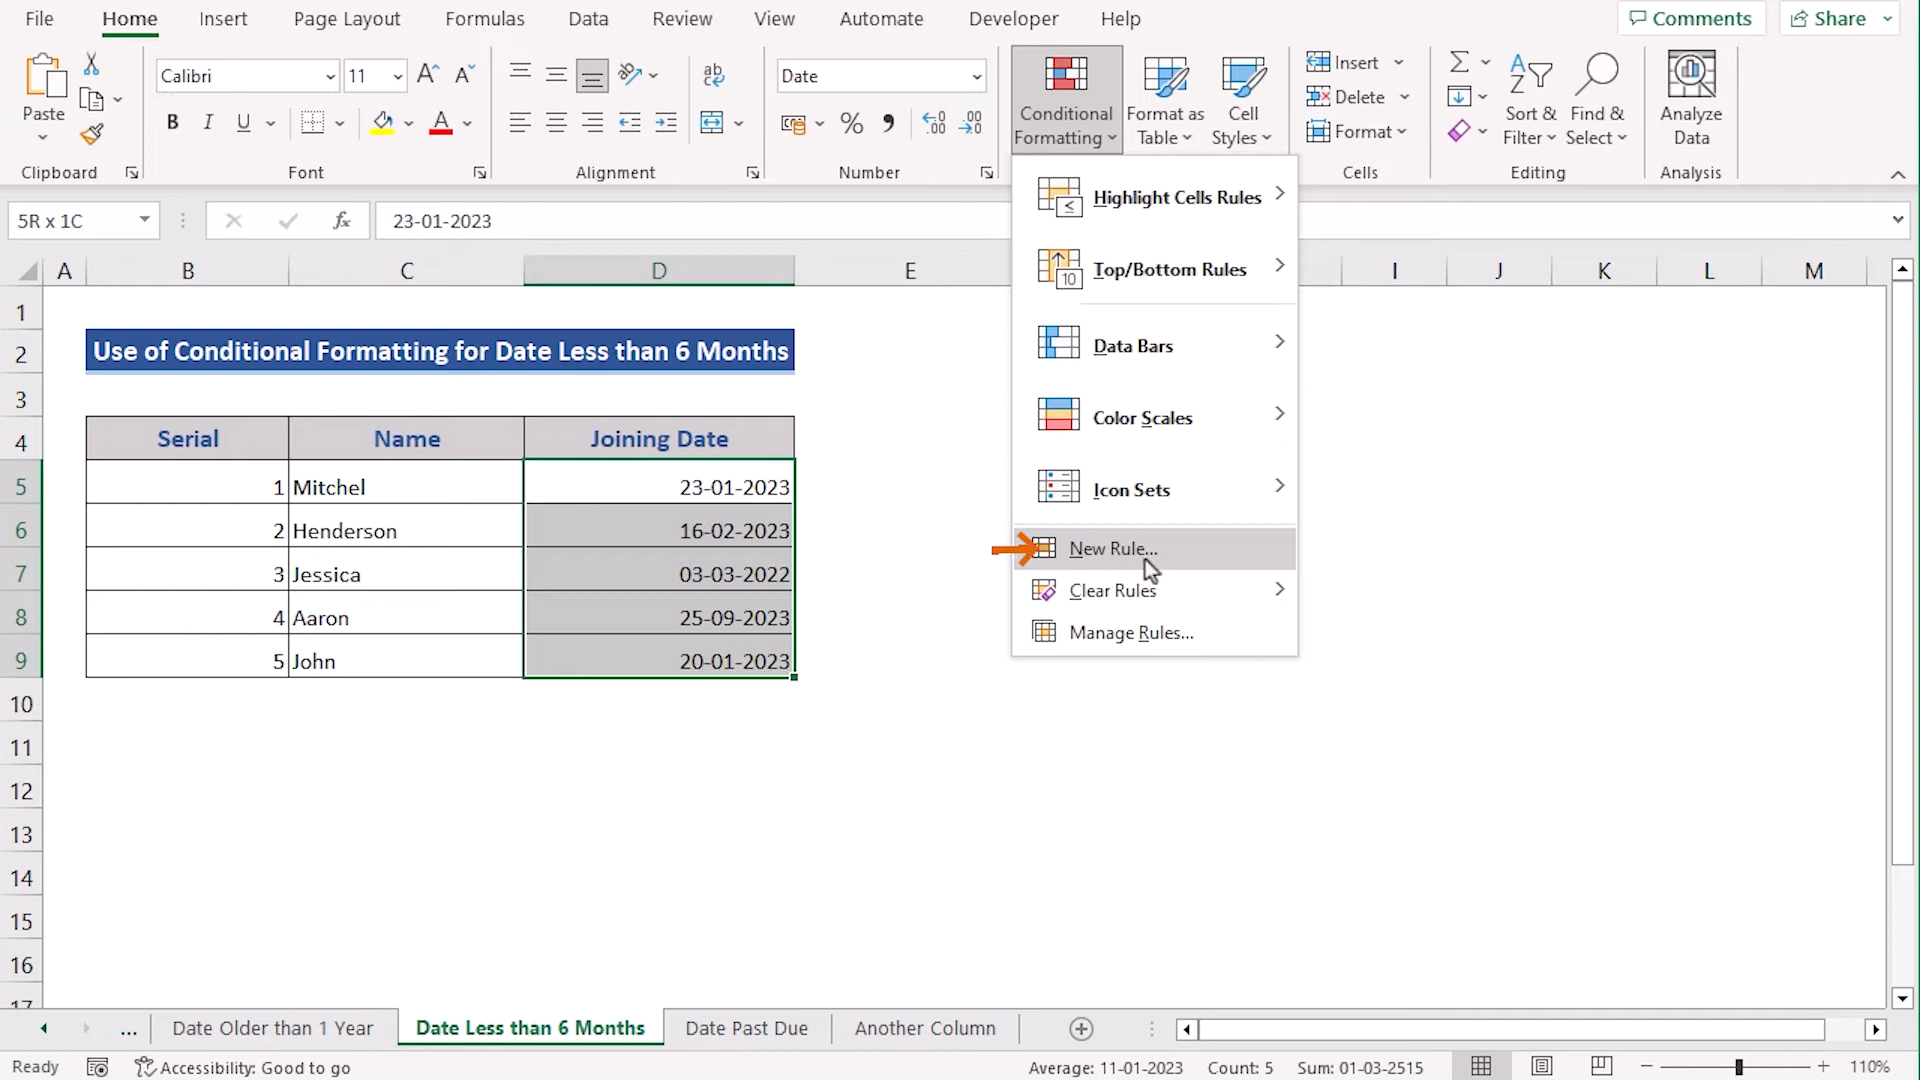 File Home Insert Page Layout Formulas Data Review View Automate Developer Help Comments Share
Calibri 11 Date
Paste
B I U
Conditional Formatting
Format as Table
Cell Styles
Insert
Delete
Format
Sort & Filter
Find & Select
Analyze Data
Clipboard Font Alignment Number Cells Editing Analysis
5R x 1C fx 23-01-2023
Highlight Cells Rules
Top/Bottom Rules
Data Bars
Color Scales
Icon Sets
New Rule...
Clear Rules
Manage Rules...
A B C D E I J K L M
1
2 Use of Conditional Formatting for Date Less than 6 Months
3
4 Serial Name Joining Date
5 1 Mitchel 23-01-2023
6 2 Henderson 16-02-2023
7 3 Jessica 03-03-2022
8 4 Aaron 25-09-2023
9 5 John 20-01-2023
10
11
12
13
14
15
16
17
... Date Older than 1 Year Date Less than 6 Months Date Past Due Another Column
Ready Accessibility: Good to go Average: 11-01-2023 Count: 5 Sum: 01-03-2515 110%